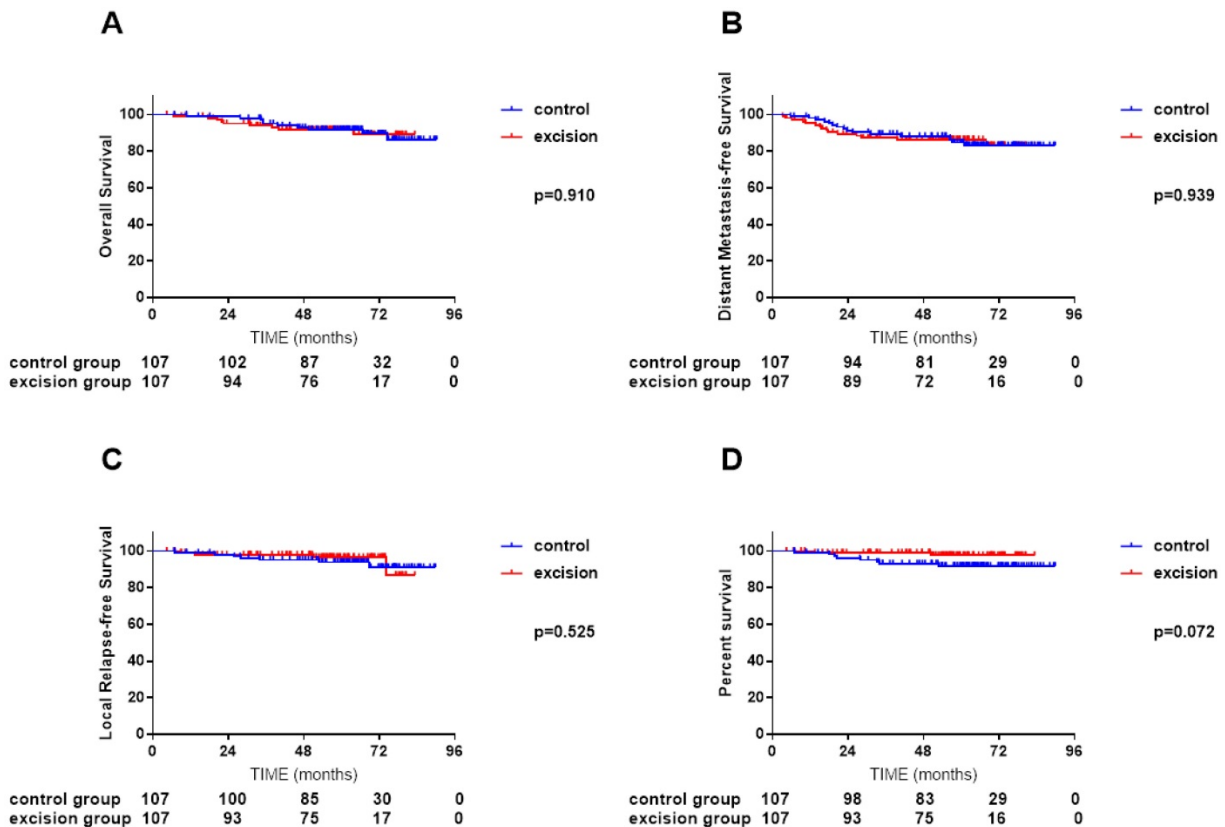 A
Overall Survival
100
80
60
40
20
0
0 24 48 72 96
TIME (months)
control
excision
p=0.910
control group 107 102 87 32 0
excision group 107 94 76 17 0
B
Distant Metastasis-free Survival
100
80
60
40
20
0
0 24 48 72 96
TIME (months)
control
excision
p=0.939
control group 107 94 81 29 0
excision group 107 89 72 16 0
C
Local Relapse-free Survival
100
80
60
40
20
0
0 24 48 72 96
TIME (months)
control
excision
p=0.525
control group 107 100 85 30 0
excision group 107 93 75 17 0
D
Percent survival
100
80
60
40
20
0
0 24 48 72 96
TIME (months)
control
excision
p=0.072
control group 107 98 83 29 0
excision group 107 93 75 16 0